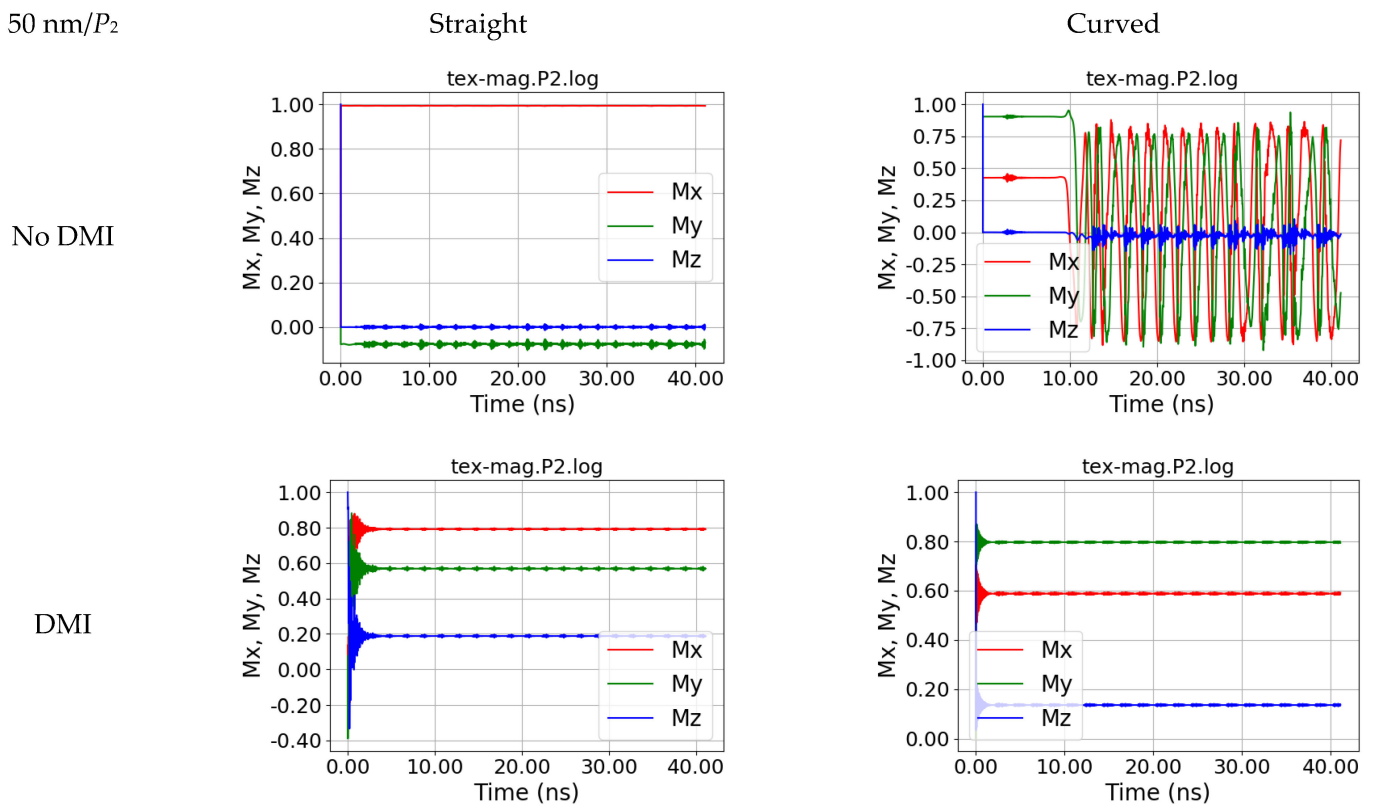 50 nm/P2 Straight Curved
tex-mag.P2.log tex-mag.P2.log
No DMI
Mx, My, Mz
1.00
0.80
0.60
0.40
0.20
0.00
Mx
My
Mz
0.00 10.00 20.00 30.00 40.00
Time (ns)
Mx, My, Mz
1.00
0.75
0.50
0.25
0.00
-0.25
-0.50
-0.75
-1.00
Mx
My
Mz
0.00 10.00 20.00 30.00 40.00
Time (ns)
DMI
tex-mag.P2.log
Mx, My, Mz
1.00
0.80
0.60
0.40
0.20
0.00
-0.20
-0.40
Mx
My
Mz
0.00 10.00 20.00 30.00 40.00
Time (ns)
tex-mag.P2.log
Mx, My, Mz
1.00
0.80
0.60
0.40
0.20
0.00
Mx
My
Mz
0.00 10.00 20.00 30.00 40.00
Time (ns)